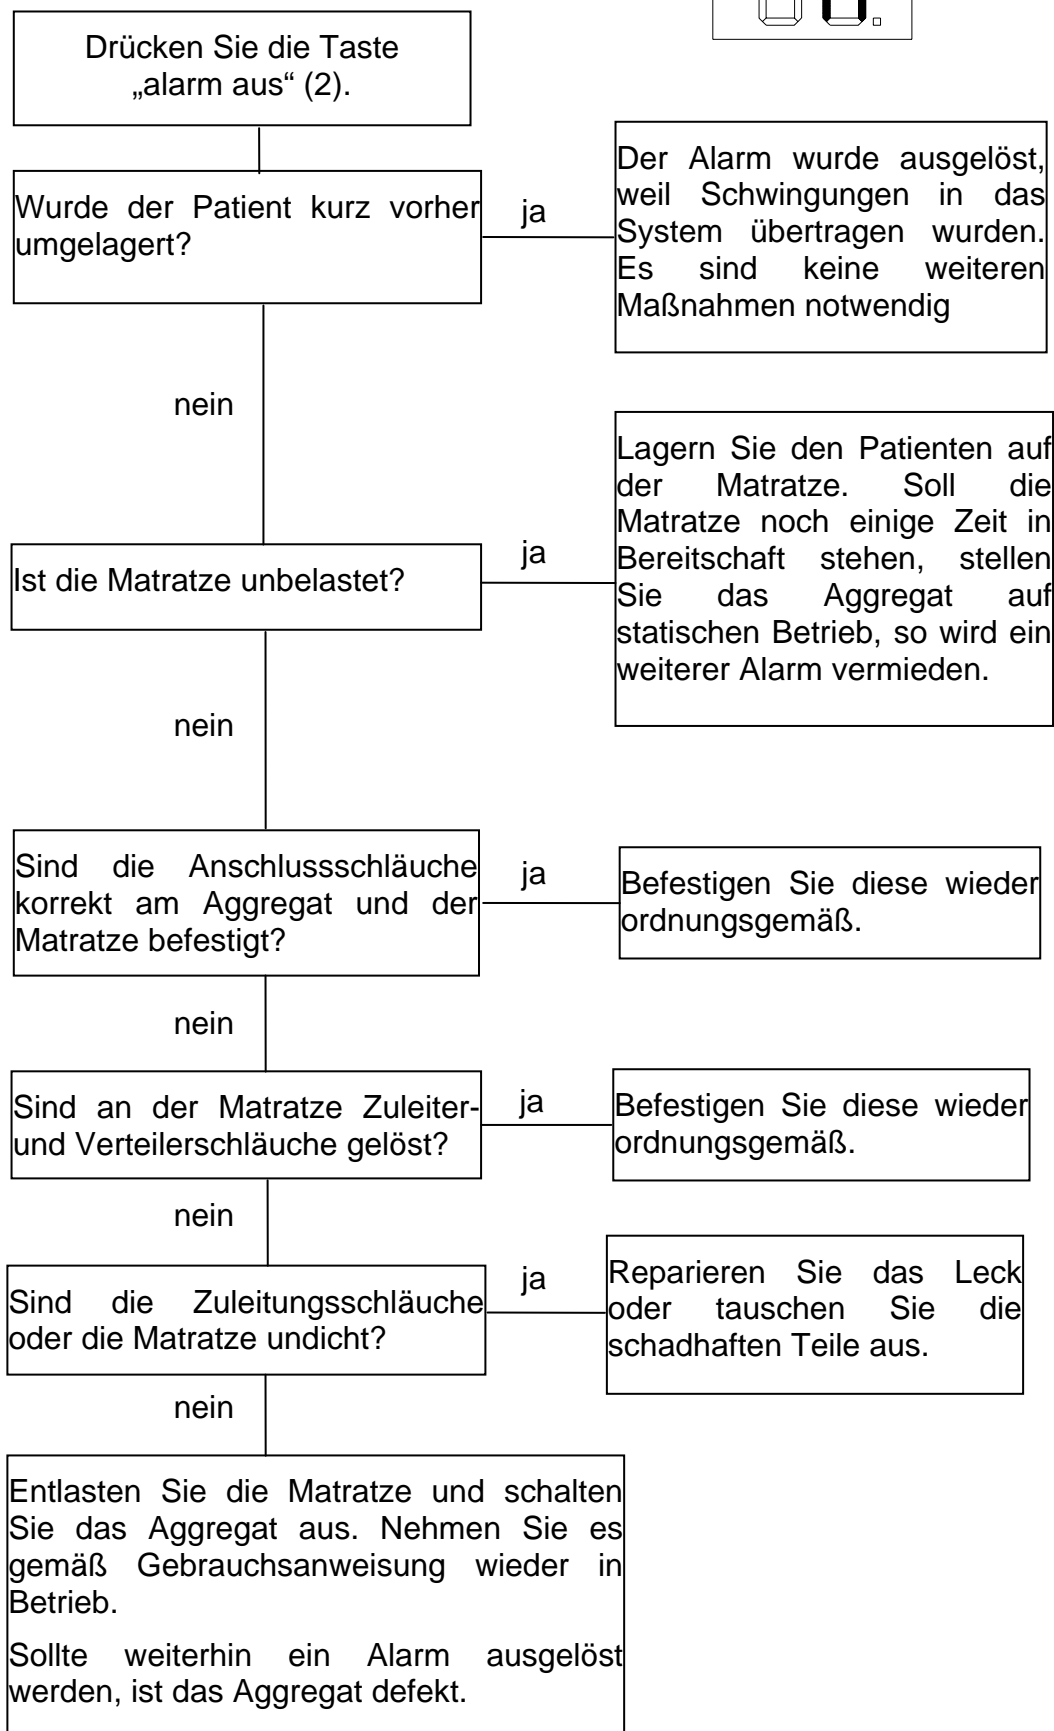 Drücken Sie die Taste
„alarm aus“ (2).
Wurde der Patient kurz vorher
umgelagert?
ja
Der Alarm wurde ausgelöst,
weil Schwingungen in das
System übertragen wurden.
Es sind keine weiteren
Maßnahmen notwendig
nein
Ist die Matratze unbelastet?
ja
Lagern Sie den Patienten auf
der Matratze. Soll die
Matratze noch einige Zeit in
Bereitschaft stehen, stellen
Sie das Aggregat auf
statischen Betrieb, so wird ein
weiterer Alarm vermieden.
nein
Sind die Anschlussschläuche
korrekt am Aggregat und der
Matratze befestigt?
ja
Befestigen Sie diese wieder
ordnungsgemäß.
nein
Sind an der Matratze Zuleiter-
und Verteilerschläuche gelöst?
ja
Befestigen Sie diese wieder
ordnungsgemäß.
nein
Sind die Zuleitungsschläuche
oder die Matratze undicht?
ja
Reparieren Sie das Leck
oder tauschen Sie die
schadhaften Teile aus.
nein
Entlasten Sie die Matratze und schalten
Sie das Aggregat aus. Nehmen Sie es
gemäß Gebrauchsanweisung wieder in
Betrieb.
Sollte weiterhin ein Alarm ausgelöst
werden, ist das Aggregat defekt.